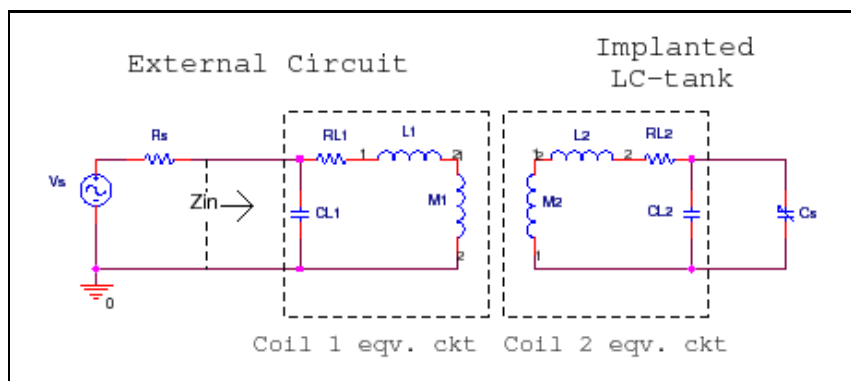 External Circuit
Implanted
LC-tank
Rs
RL1
L1
L2
RL2
1
2
2
Vs
Zin
CL1
M1
M2
CL2
Cs
2
1
0
Coil 1 eqv. ckt
Coil 2 eqv. ckt